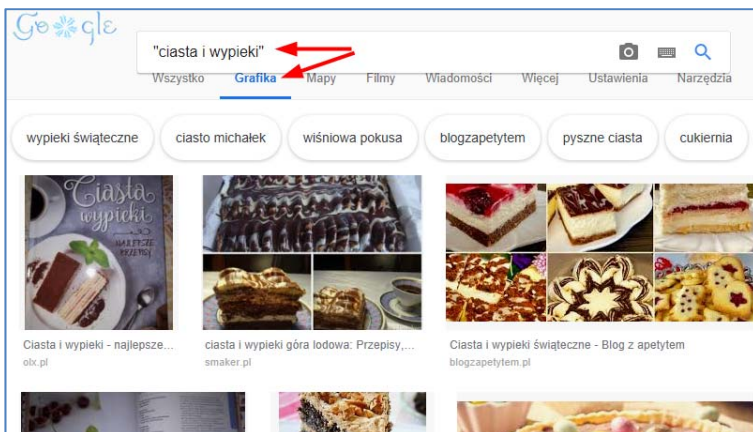 Google
"ciasta i wypieki"
Wszystko Grafika Mapy Filmy Wiadomości Więcej Ustawienia Narzędzia
wypieki świąteczne ciasto michałek wiśniowa pokusa blogzapetytem pyszne ciasta cukiernia
Ciasta
wypieki
NAJLEPSZE
PRZEPISY
Ciasta i wypieki - najlepsze... ciasta i wypieki góra lodowa: Przepisy,... Ciasta i wypieki świąteczne - Blog z apetytem
olx.pl smaker.pl blogzapetytem.pl